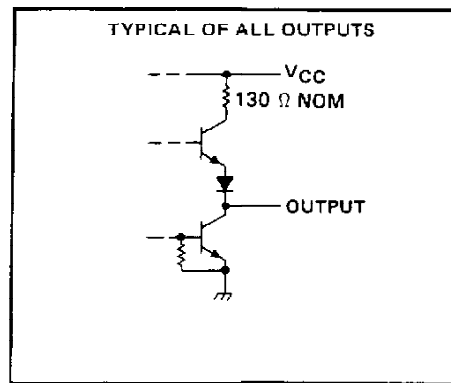 TYPICAL OF ALL OUTPUTS
VCC
130 Ω NOM
OUTPUT